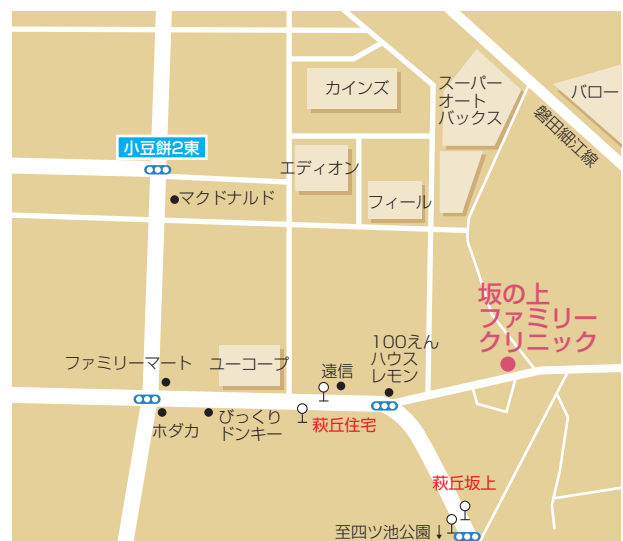 カインズ
スーパー
オート
バックス
バロー
磐田細江線
小豆餅2東
エディオン
マクドナルド
フィール
坂の上
ファミリー
クリニック
100えん
ハウス
レモン
ファミリーマート
ユーコープ
遠信
ホダカ
びっくり
ドンキー
萩丘住宅
萩丘坂上
至四ツ池公園↓